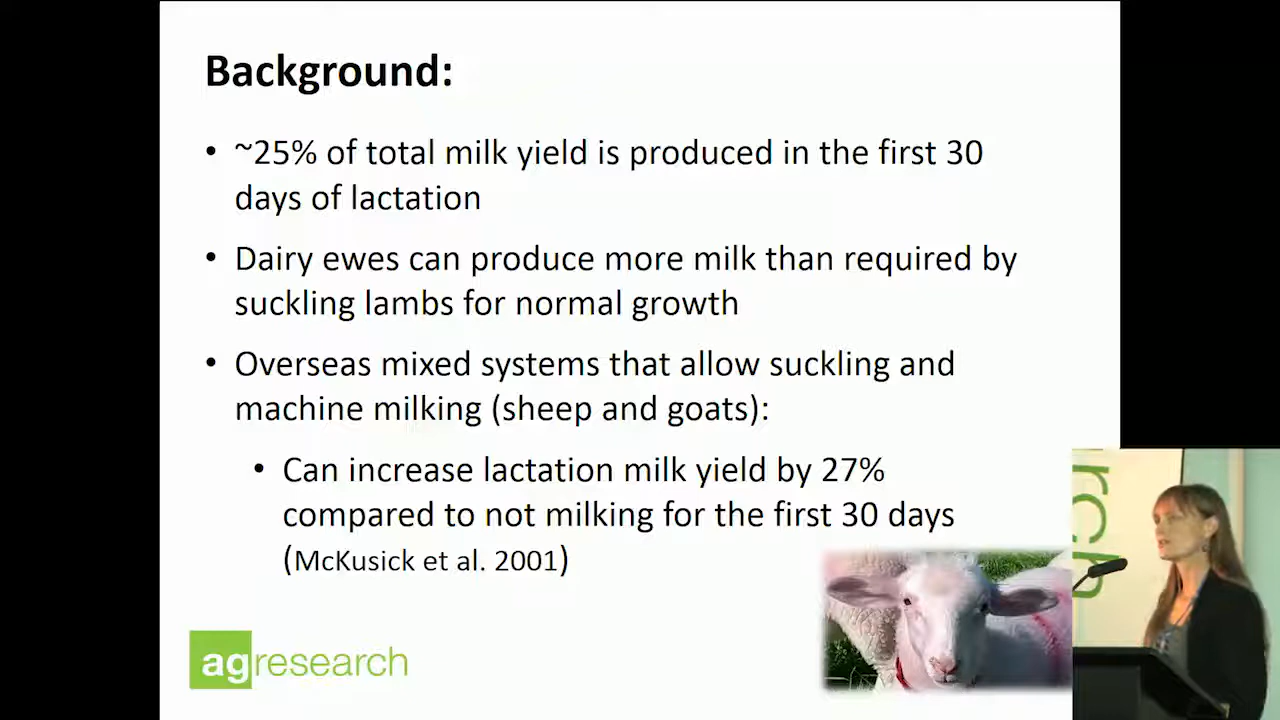 Background:
• ~25% of total milk yield is produced in the first 30
days of lactation
• Dairy ewes can produce more milk than required by
suckling lambs for normal growth
• Overseas mixed systems that allow suckling and
machine milking (sheep and goats):
• Can increase lactation milk yield by 27%
compared to not milking for the first 30 days
(McKusick et al. 2001)
agresearch